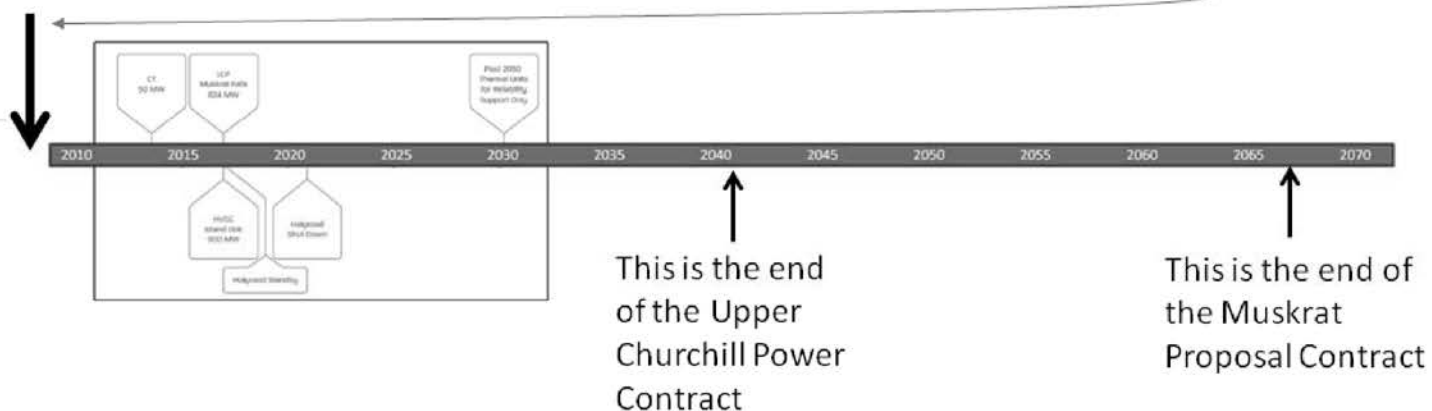 CT
50 MW
LCP
Muskrat Falls
824 MW
Post 2030
Thermal Units
for Reliability
Support Only
2010 2015 2020 2025 2030 2035 2040 2045 2050 2055 2060 2065 2070
HVDC
Island Link
900 MW
Holyrood
Shut Down
Holyrood Standby
This is the end
of the Upper
Churchill Power
Contract
This is the end of
the Muskrat
Proposal Contract